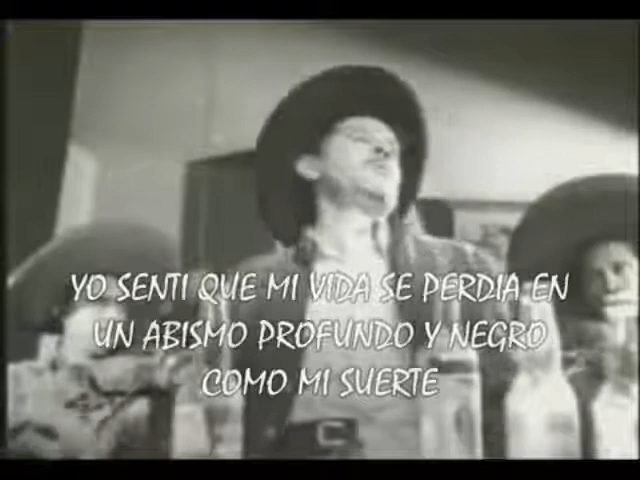 YO SENTI QUE MI VIDA SE PERDIA EN
UN ABISMO PROFUNDO Y NEGRO
COMO MI SUERTE